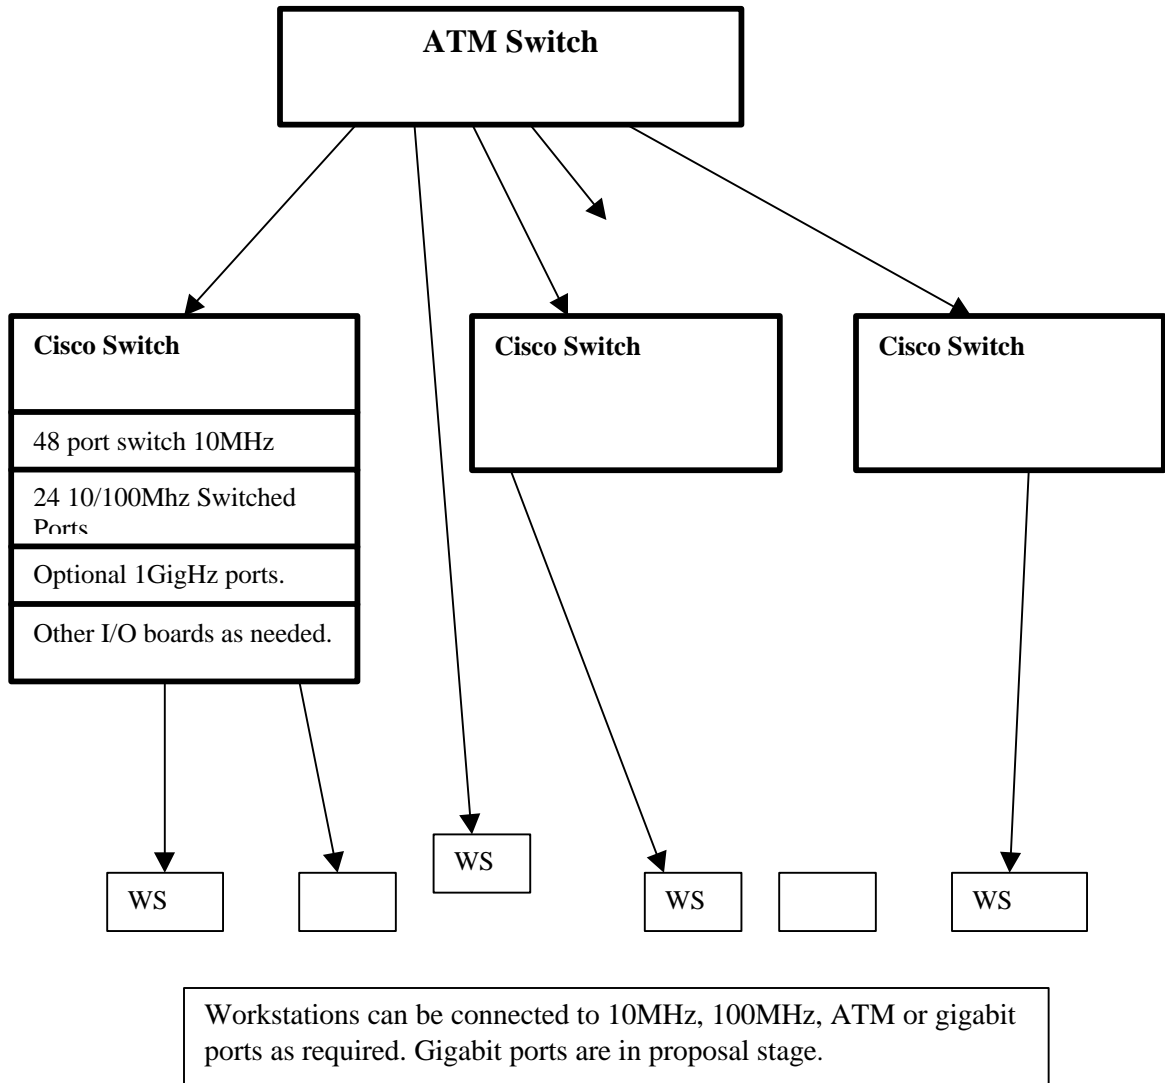 ATM Switch
Cisco Switch
Cisco Switch
Cisco Switch
48 port switch 10MHz
24 10/100Mhz Switched
Ports
Optional 1GigHz ports.
Other I/O boards as needed.
WS
WS
WS
WS
Workstations can be connected to 10MHz, 100MHz, ATM or gigabit
ports as required. Gigabit ports are in proposal stage.